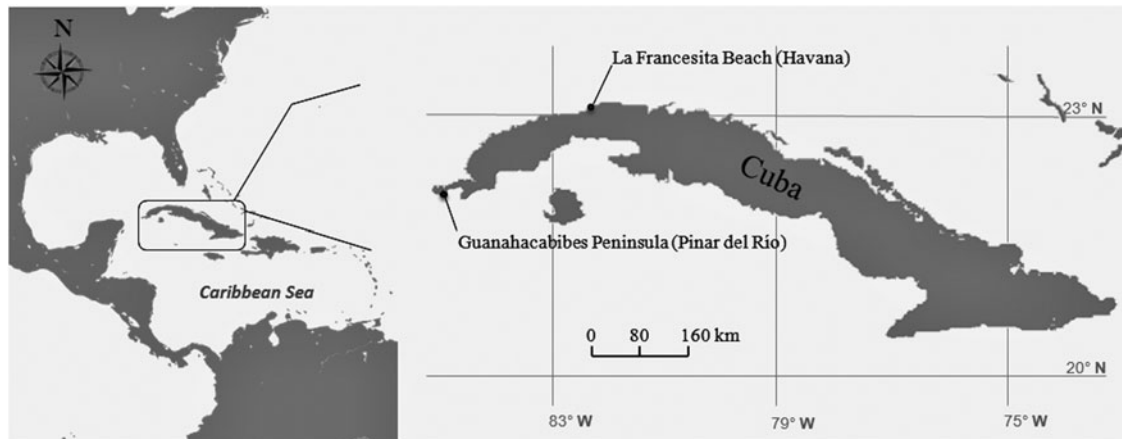 N
Caribbean Sea
La Francesita Beach (Havana)
23° N
Cuba
Guanahacabibes Peninsula (Pinar del Río)
0 80 160 km
20° N
83° W 79° W 75° W